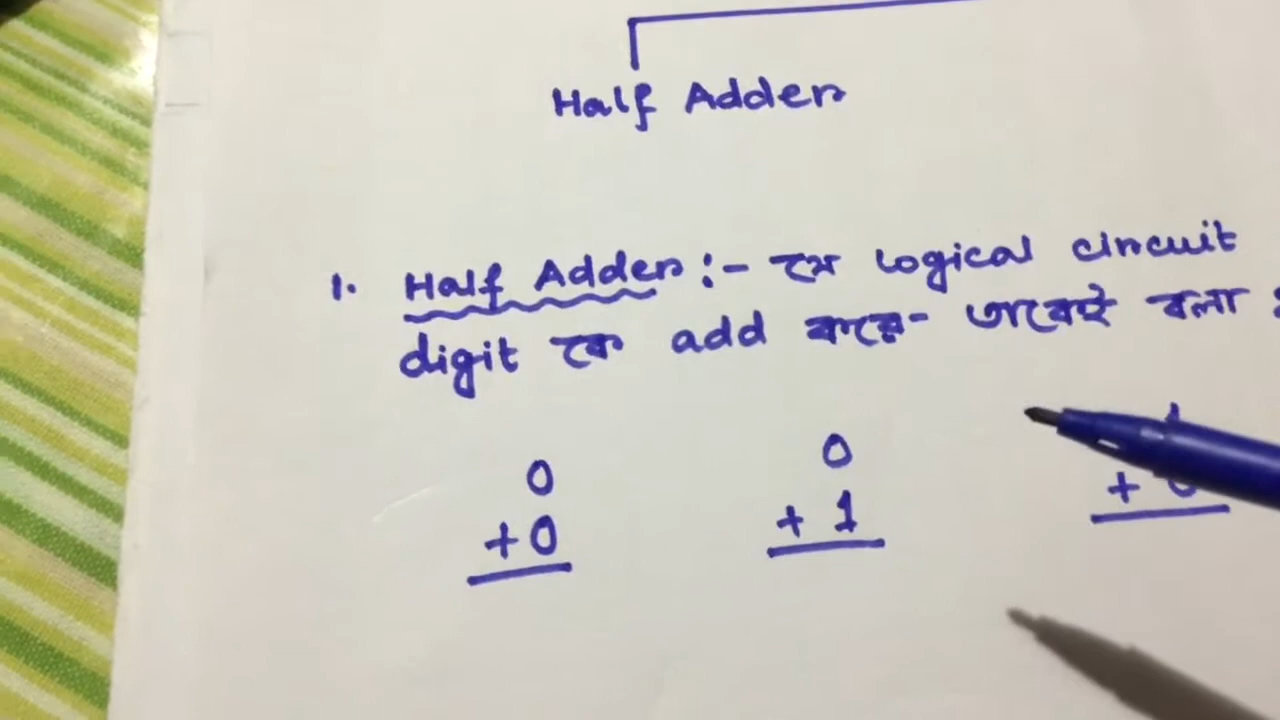 Half Adder
1. Half Adder :- যে logical circuit
digit কে add করে- তাকেই বলা
0 0
+0 + 1 +